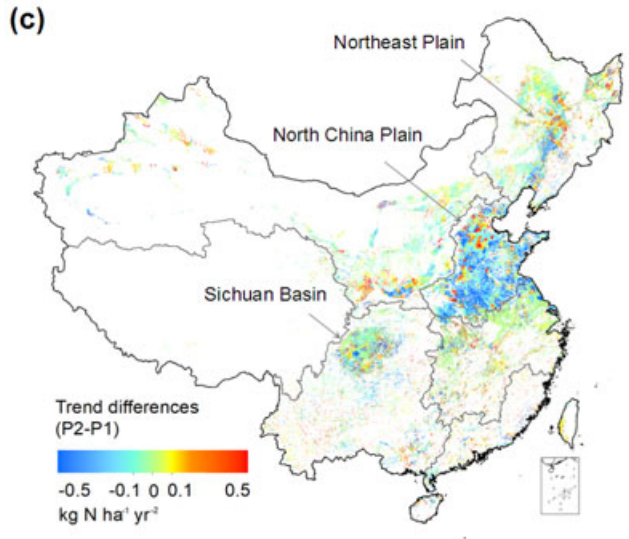 (c)
Northeast Plain
North China Plain
Sichuan Basin
Trend differences
(P2-P1)
-0.5 -0.1 0 0.1 0.5
kg N ha⁻¹ yr⁻²